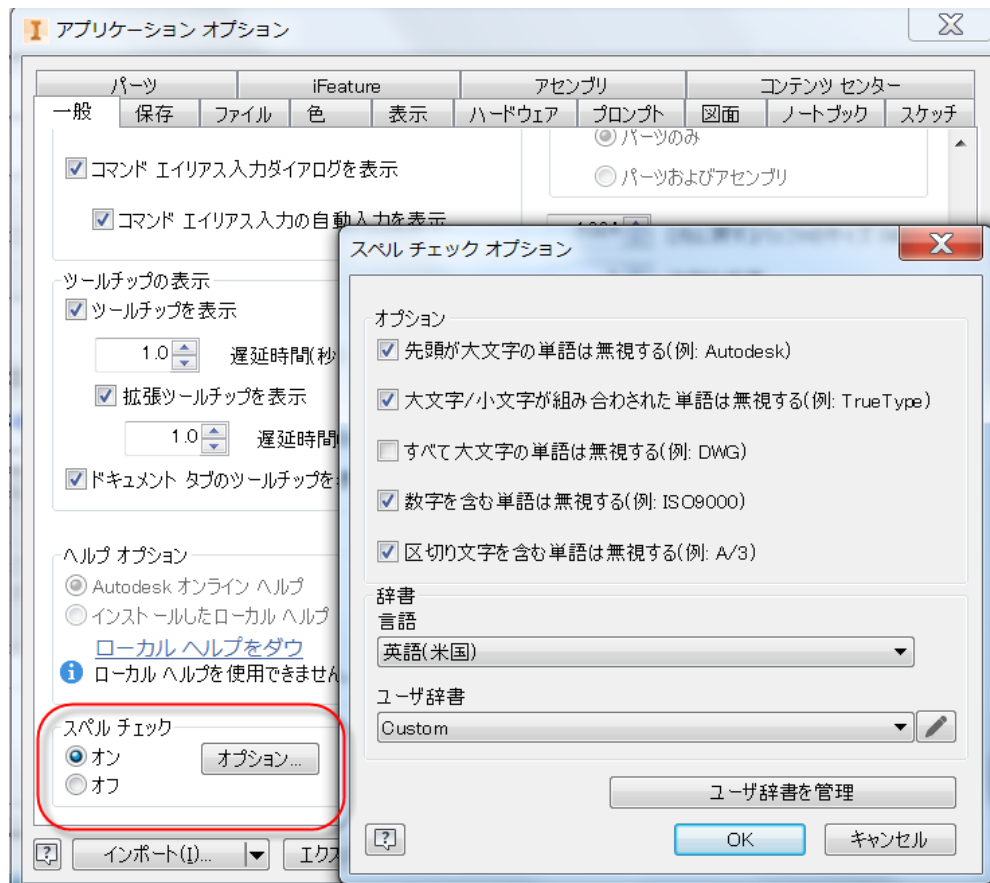 アプリケーション オプション
パーツ
iFeature
アセンブリ
コンテンツ センター
一般
保存
ファイル
色
表示
ハードウェア
プロンプト
図面
ノートブック
スケッチ
パーツのみ
コマンド エイリアス入力ダイアログを表示
パーツおよびアセンブリ
コマンド エイリアス入力の自動入力を表示
ツールチップの表示
ツールチップを表示
1.0
遅延時間(秒
拡張ツールチップを表示
1.0
遅延時間
ドキュメント タブのツールチップを
ヘルプ オプション
Autodesk オンライン ヘルプ
インストールしたローカル ヘルプ
ローカル ヘルプをダウ
ローカル ヘルプを使用できません
スペル チェック
オン
オプション...
オフ
インポート(I)...
エクス
スペル チェック オプション
オプション
先頭が大文字の単語は無視する(例: Autodesk)
大文字/小文字が組み合わされた単語は無視する(例: TrueType)
すべて大文字の単語は無視する(例: DWG)
数字を含む単語は無視する(例: ISO9000)
区切り文字を含む単語は無視する(例: A/3)
辞書
言語
英語(米国)
ユーザ辞書
Custom
ユーザ辞書を管理
OK
キャンセル